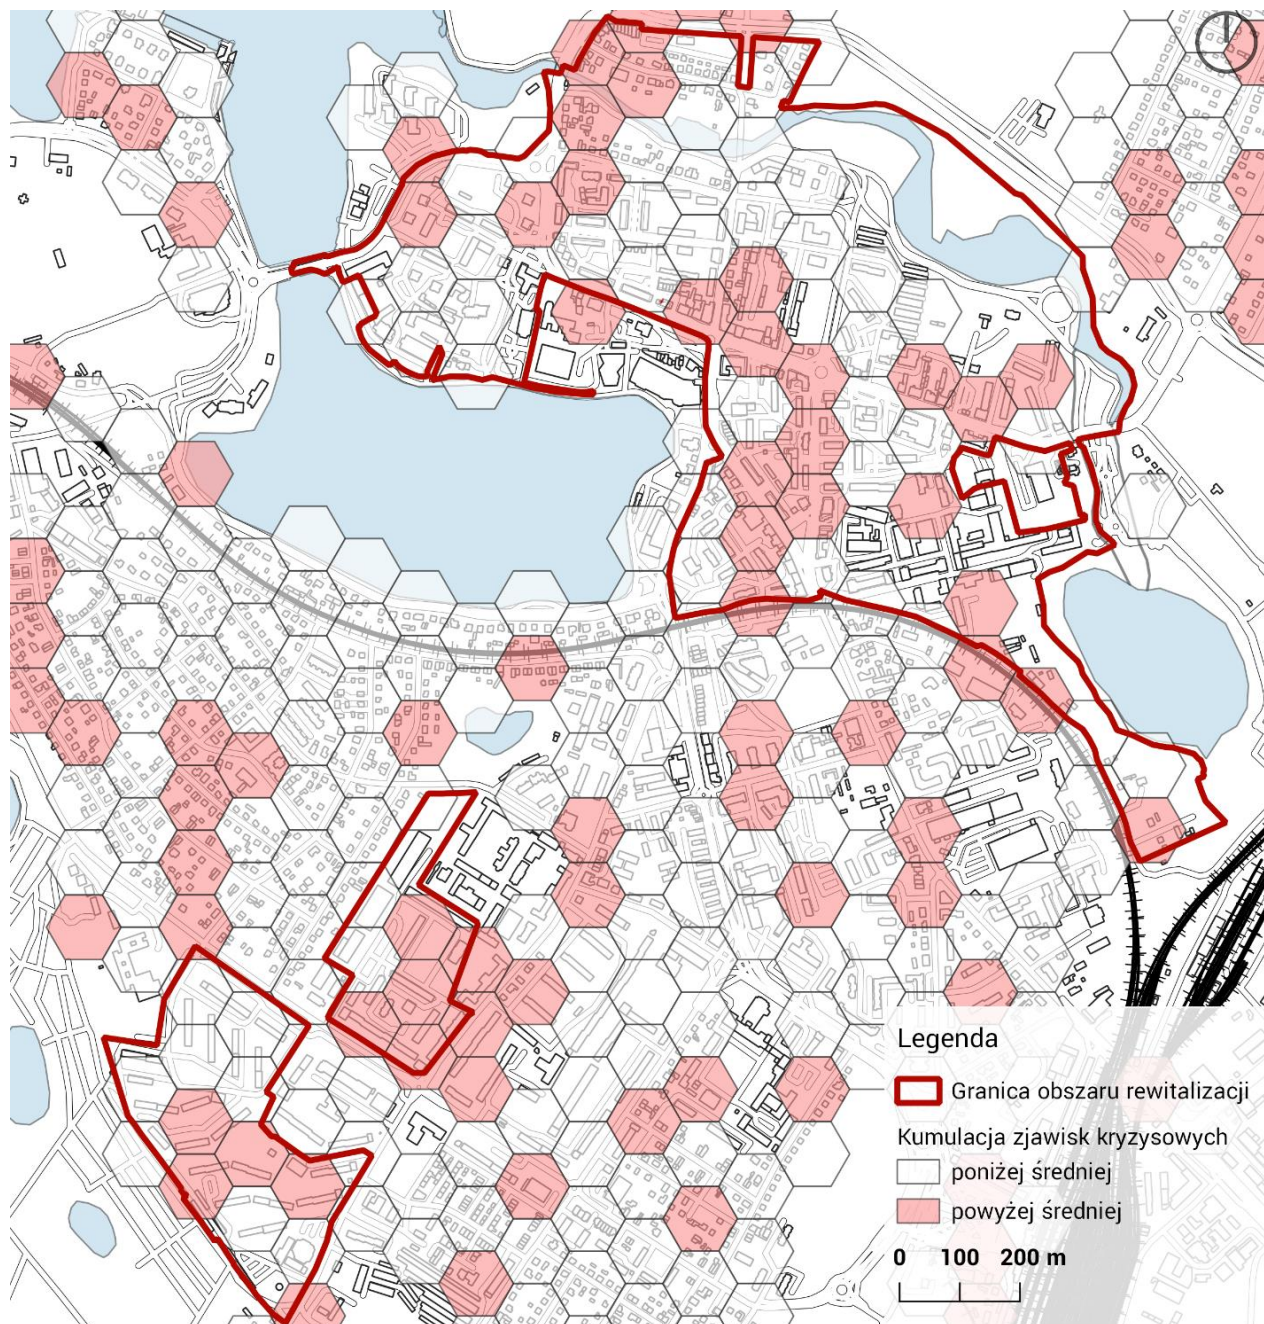 Legenda
Granica obszaru rewitalizacji
Kumulacja zjawisk kryzysowych
poniżej średniej
powyżej średniej
0 100 200 m